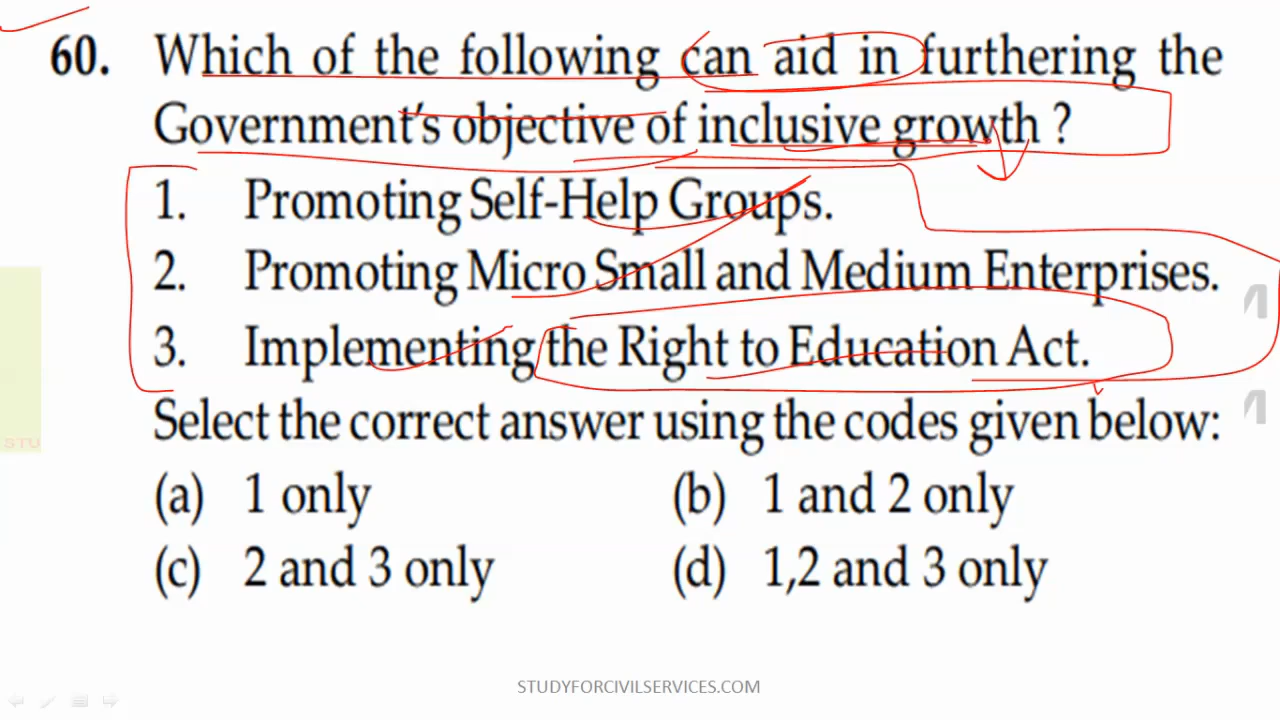 60. Which of the following can aid in furthering the
Government's objective of inclusive growth ?
1. Promoting Self-Help Groups.
2. Promoting Micro Small and Medium Enterprises.
3. Implementing the Right to Education Act.
Select the correct answer using the codes given below:
(a) 1 only (b) 1 and 2 only
(c) 2 and 3 only (d) 1,2 and 3 only
STU
M
M
STUDYFORCIVILSERVICES.COM